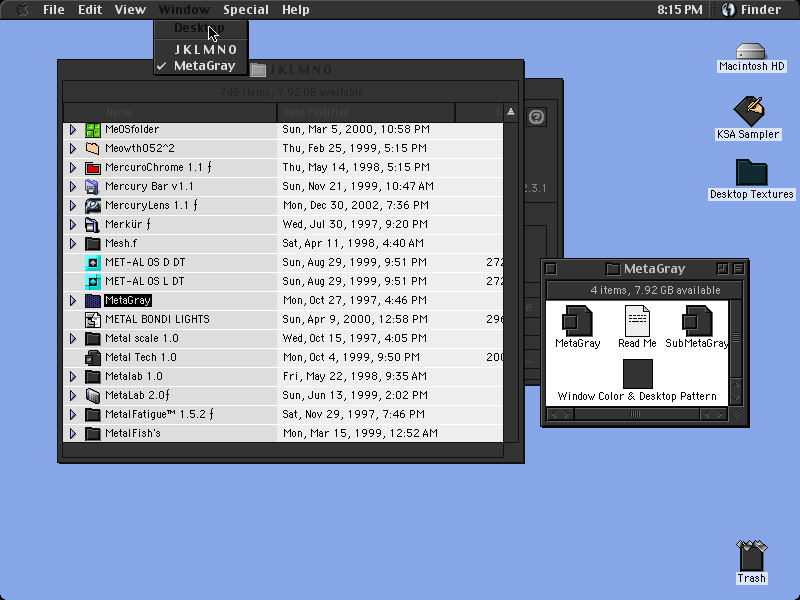 File Edit View Window Special Help 8:15 PM Finder
Desktop
J K L M N O
✓ MetaGray
J K L M N O
745 items, 7.92 GB available
Name Date Modified S
MeOSfolder Sun, Mar 5, 2000, 10:58 PM
Meowth052^2 Thu, Feb 25, 1999, 5:15 PM
MercuroChrome 1.1 ƒ Thu, May 14, 1998, 5:15 PM
Mercury Bar v1.1 Sun, Nov 21, 1999, 10:47 AM
MercuryLens 1.1 ƒ Mon, Dec 30, 2002, 7:36 PM
Merkür ƒ Wed, Jul 30, 1997, 9:20 PM
Mesh.f Sat, Apr 11, 1998, 4:40 AM
MET-AL OS D DT Sun, Aug 29, 1999, 9:51 PM 272
MET-AL OS L DT Sun, Aug 29, 1999, 9:51 PM 272
MetaGray Mon, Oct 27, 1997, 4:46 PM
METAL BONDI LIGHTS Sun, Apr 9, 2000, 12:58 PM 296
Metal scale 1.0 Wed, Oct 15, 1997, 4:05 PM
Metal Tech 1.0 Mon, Oct 4, 1999, 9:50 PM 200
Metalab 1.0 Fri, May 22, 1998, 9:35 AM
MetaLab 2.0ƒ Sun, Jun 13, 1999, 2:02 PM
MetalFatigue™ 1.5.2 ƒ Sat, Nov 29, 1997, 7:46 PM
MetalFish's Mon, Mar 15, 1999, 12:52 AM
2.3.1
MetaGray
4 items, 7.92 GB available
MetaGray Read Me SubMetaGray
Window Color & Desktop Pattern
Macintosh HD
KSA Sampler
Desktop Textures
Trash